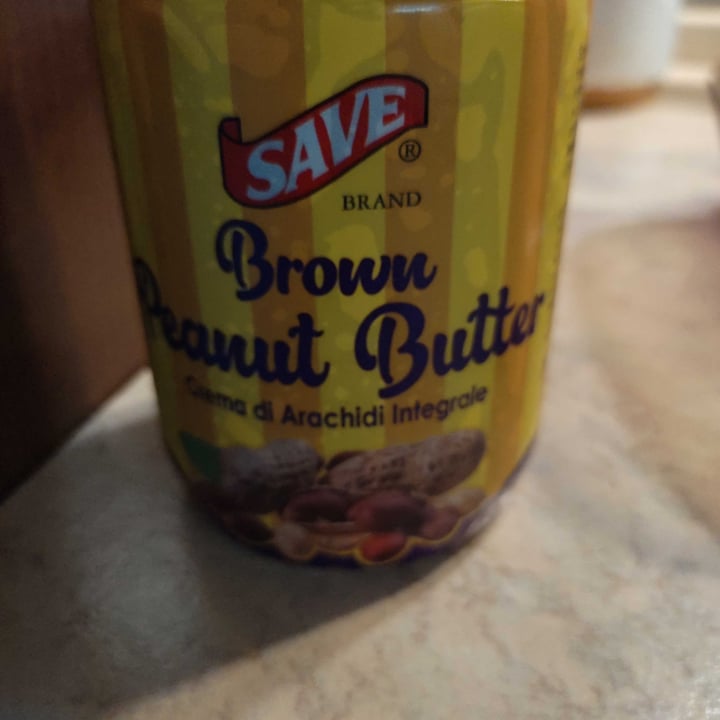 SAVE
®
BRAND
Brown
Peanut Butter
Crema di Arachidi Integrale